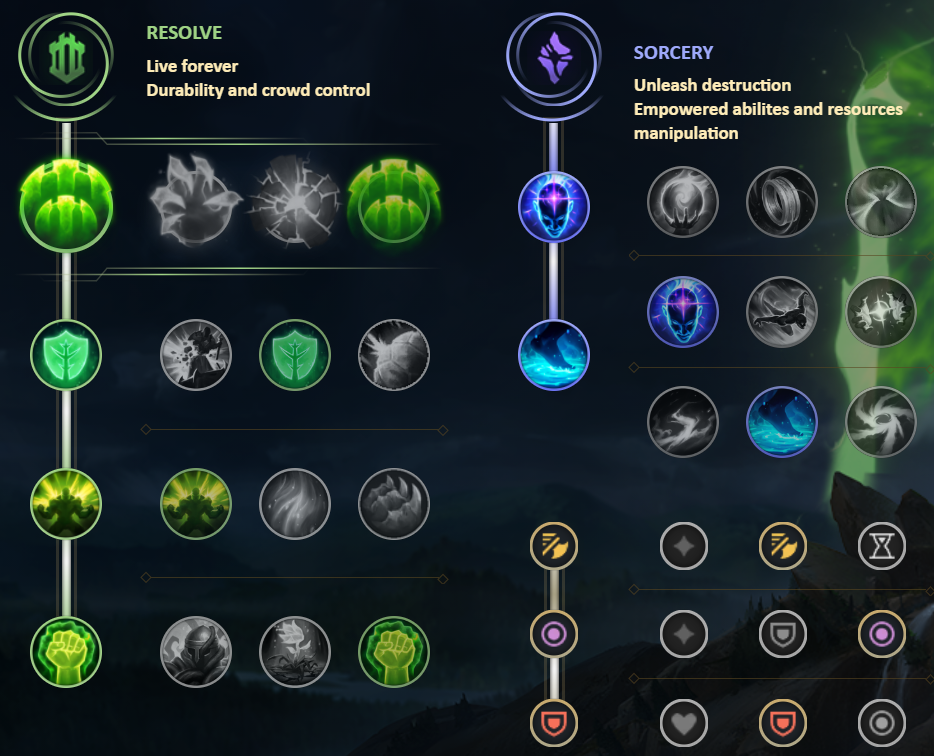 RESOLVE
Live forever
Durability and crowd control
SORCERY
Unleash destruction
Empowered abilites and resources
manipulation